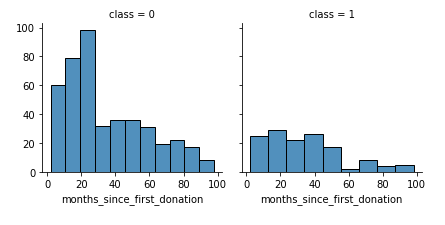 class = 0
class = 1
100
80
60
40
20
0
0 20 40 60 80 100
0 20 40 60 80 100
months_since_first_donation
months_since_first_donation